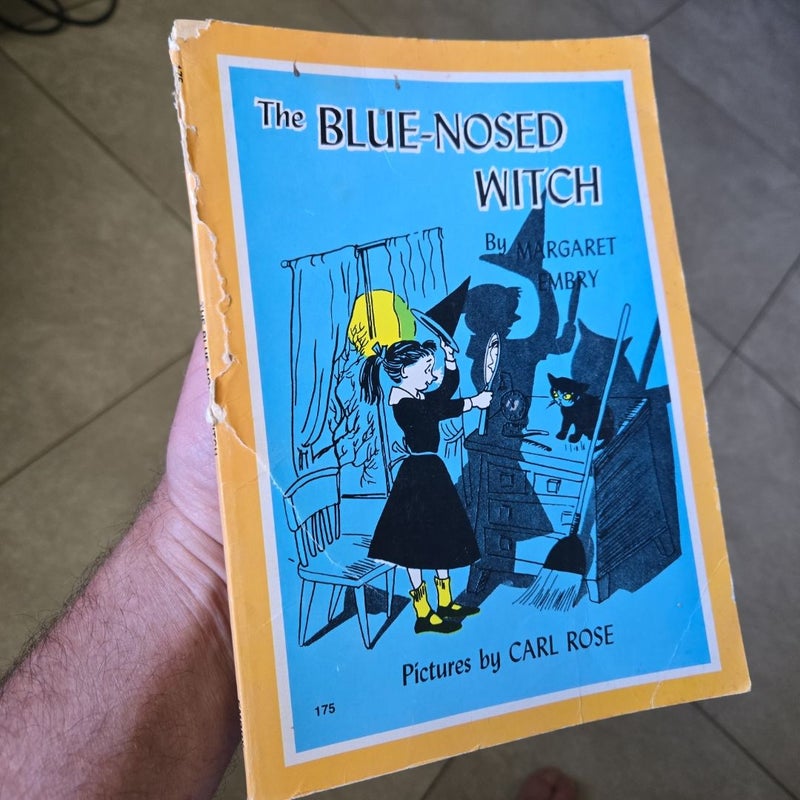 The BLUE-NOSED
WITCH
By MARGARET
EMBRY
Pictures by CARL ROSE
175